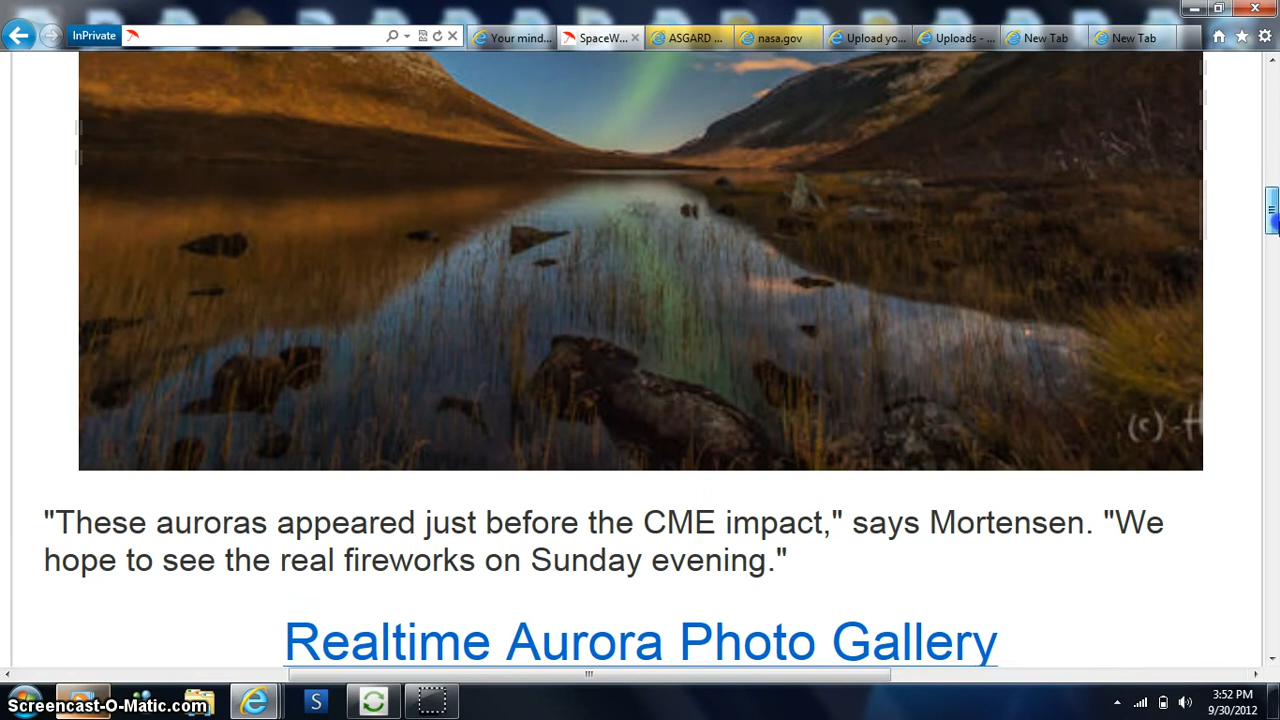 InPrivate
Your mind...
SpaceW...
ASGARD ...
nasa.gov
Upload yo...
Uploads - ...
New Tab
New Tab
(c) - H
"These auroras appeared just before the CME impact," says Mortensen. "We
hope to see the real fireworks on Sunday evening."
Realtime Aurora Photo Gallery
S
Screencast-O-Matic.com
3:52 PM
9/30/2012